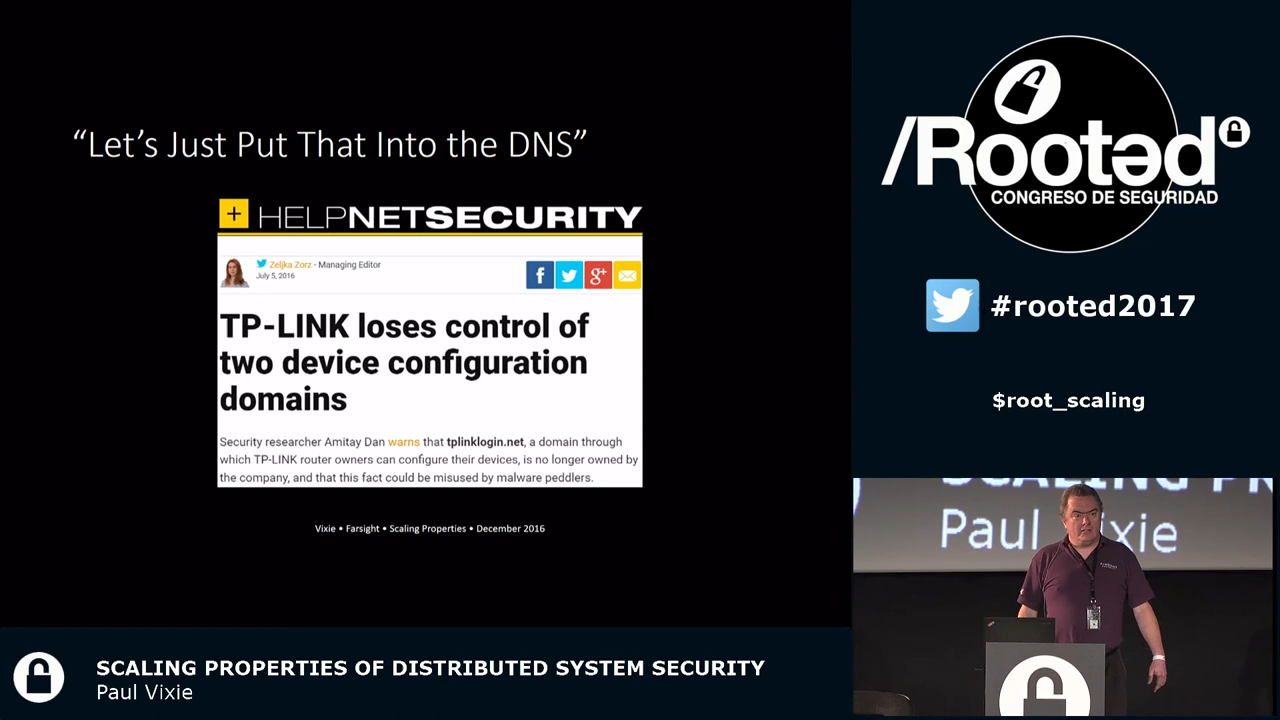 “Let’s Just Put That Into the DNS”
+ HELPNETSECURITY
Zeljka Zorz - Managing Editor
July 5, 2016
f
g+
TP-LINK loses control of
two device configuration
domains
Security researcher Amitay Dan warns that tplinklogin.net, a domain through
which TP-LINK router owners can configure their devices, is no longer owned by
the company, and that this fact could be misused by malware peddlers.
Vixie • Farsight • Scaling Properties • December 2016
/Rootəd
CONGRESO DE SEGURIDAD
#rooted2017
$root_scaling
SCALING PR
Paul Vixie
SCALING PROPERTIES OF DISTRIBUTED SYSTEM SECURITY
Paul Vixie